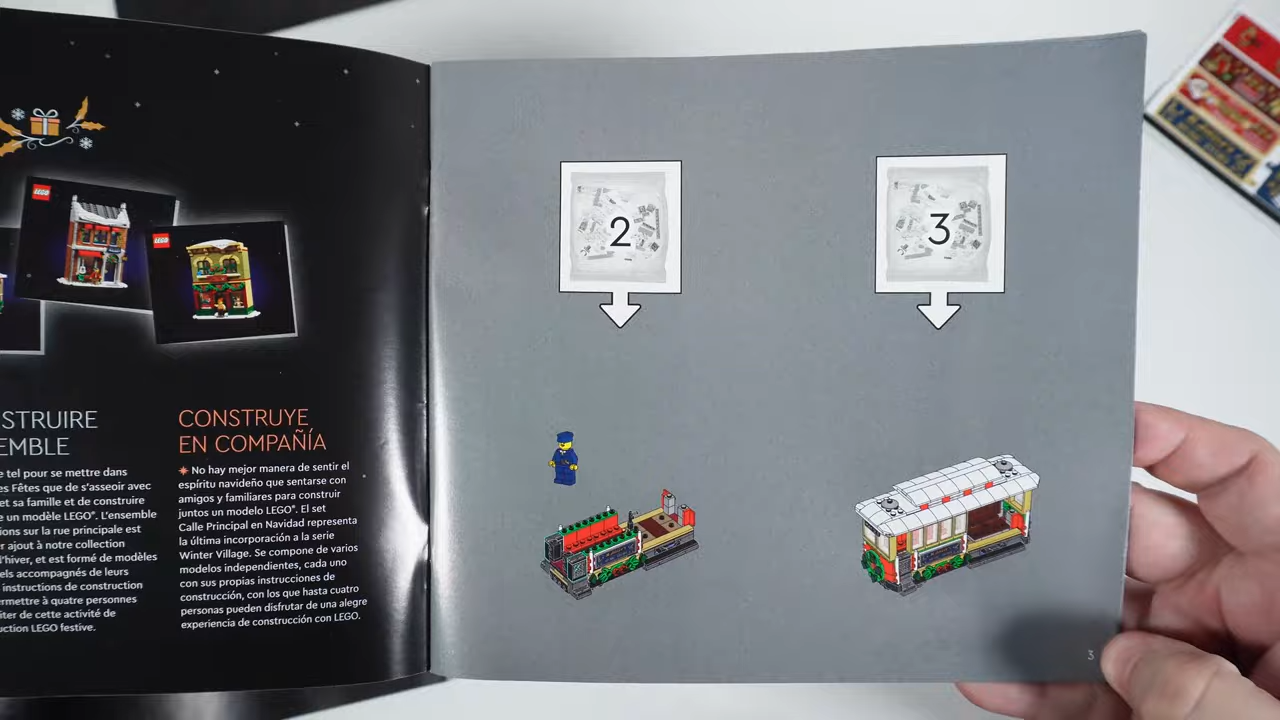 LEGO
LEGO
STRUIRE
EMBLE
e tel pour se mettre dans
es Fêtes que de s'asseoir avec
et sa famille et de construire
e un modèle LEGO®. L'ensemble
ions sur la rue principale est
er ajout à notre collection
d'hiver, et est formé de modèles
els accompagnés de leurs
instructions de construction
ermettre à quatre personnes
iter de cette activité de
uction LEGO festive.
CONSTRUYE
EN COMPAÑÍA
No hay mejor manera de sentir el
espíritu navideño que sentarse con
amigos y familiares para construir
juntos un modelo LEGO®. El set
Calle Principal en Navidad representa
la última incorporación a la serie
Winter Village. Se compone de varios
modelos independientes, cada uno
con sus propias instrucciones de
construcción, con los que hasta cuatro
personas pueden disfrutar de una alegre
experiencia de construcción con LEGO.
2
3
3